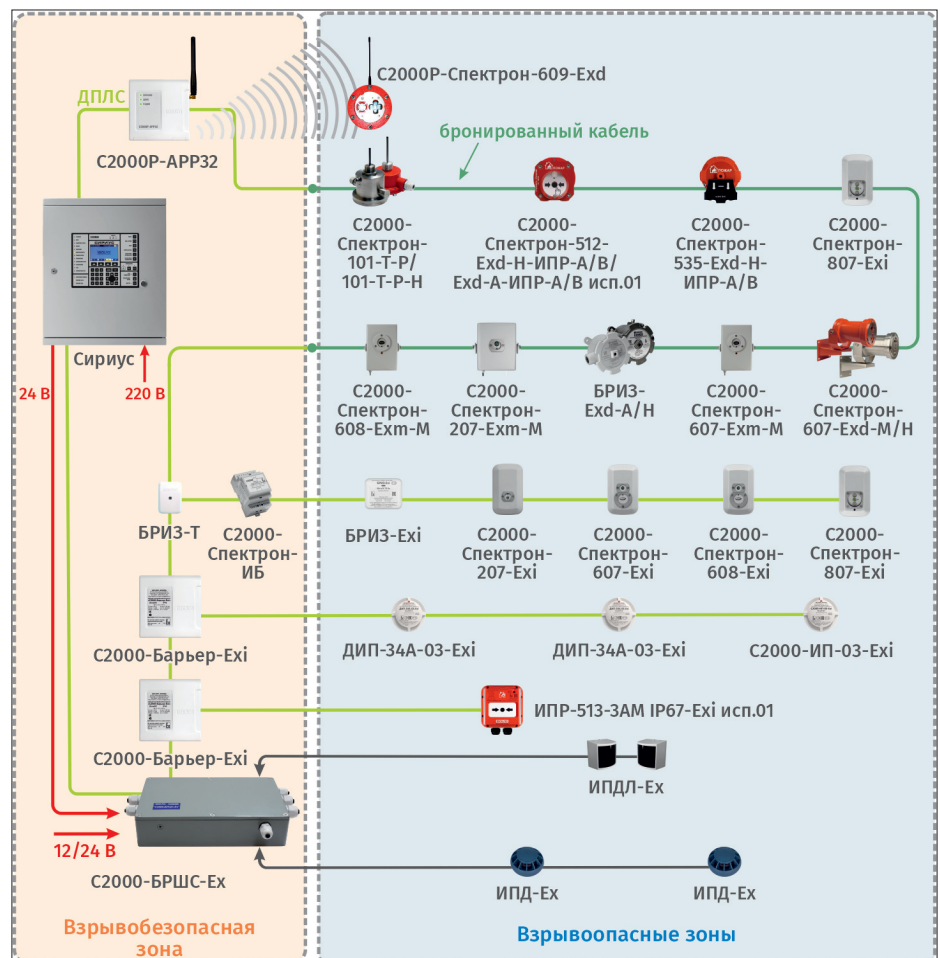 С2000Р-Спектрон-609-Exd
ДПЛС
бронированный кабель
С2000Р-АРР32
С2000-
Спектрон-
101-Т-Р/
101-Т-Р-Н
С2000-
Спектрон-512-
Exd-Н-ИПР-А/В/
Exd-А-ИПР-А/В исп.01
С2000-
Спектрон-
535-Exd-Н-
ИПР-А/В
С2000-
Спектрон-
807-Exi
Сириус
24 В
220 В
С2000-
Спектрон-
608-Exm-М
С2000-
Спектрон-
207-Exm-М
БРИЗ-
Exd-А/Н
С2000-
Спектрон-
607-Exm-М
С2000-
Спектрон-
607-Exd-М/Н
БРИЗ-Т
С2000-
Спектрон-
ИБ
БРИЗ-Exi
С2000-
Спектрон-
207-Exi
С2000-
Спектрон-
607-Exi
С2000-
Спектрон-
608-Exi
С2000-
Спектрон-
807-Exi
С2000-Барьер-Exi
ДИП-34А-03-Exi
ДИП-34А-03-Exi
С2000-ИП-03-Exi
ИПР-513-3АМ IP67-Exi исп.01
С2000-Барьер-Exi
ИПДЛ-Ex
12/24 В
С2000-БРШС-Ex
ИПД-Ex
ИПД-Ex
Взрывобезопасная
зона
Взрывоопасные зоны